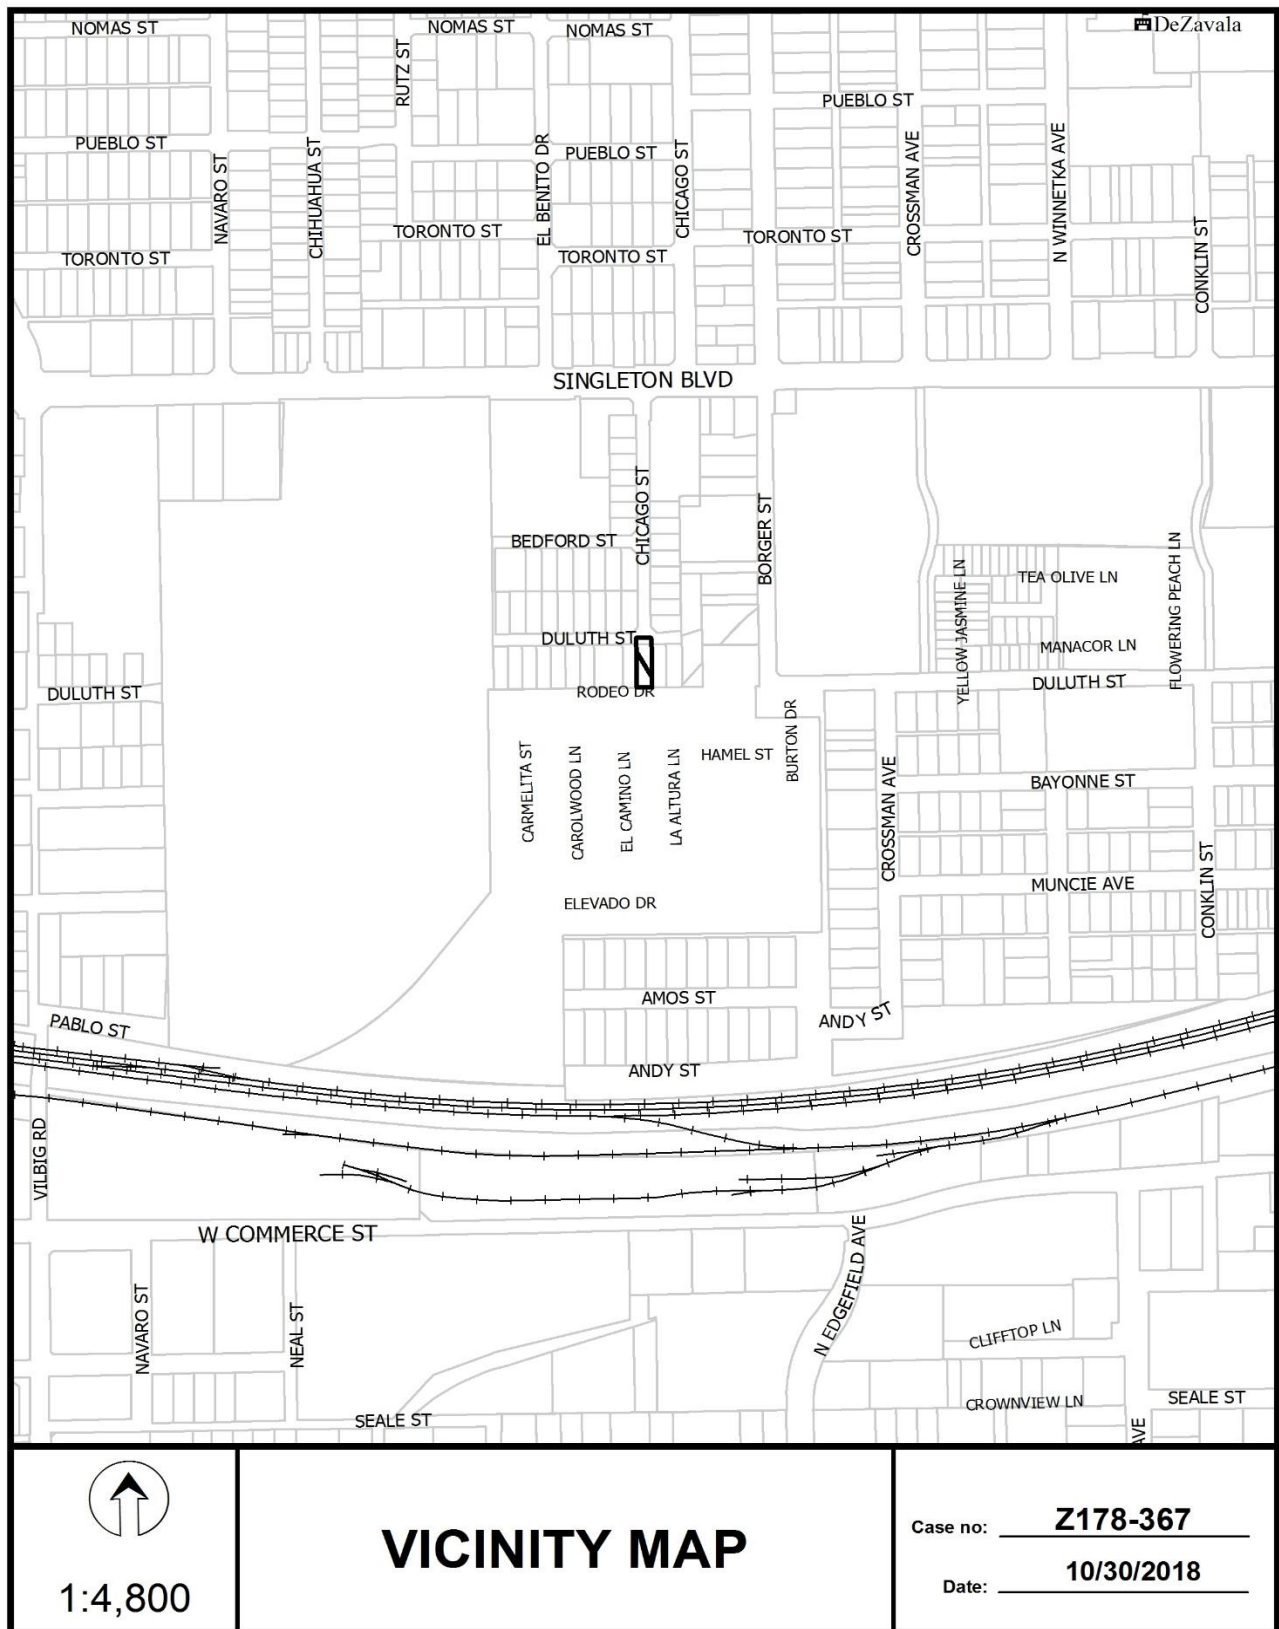 NOMAS ST
NOMAS ST
NOMAS ST
DeZavala
RUTZ ST
PUEBLO ST
PUEBLO ST
PUEBLO ST
NAVARO ST
CHIHUAHUA ST
EL BENITO DR
CHICAGO ST
CROSSMAN AVE
N WINNETKA AVE
CONKLIN ST
TORONTO ST
TORONTO ST
TORONTO ST
TORONTO ST
SINGLETON BLVD
CHICAGO ST
BORGER ST
BEDFORD ST
TEA OLIVE LN
YELLOW JASMINE LN
FLOWERING PEACH LN
MANACOR LN
DULUTH ST
DULUTH ST
DULUTH ST
RODEO DR
CARMELITA ST
CAROLWOOD LN
EL CAMINO LN
LA ALTURA LN
HAMEL ST
BURTON DR
CROSSMAN AVE
BAYONNE ST
MUNCIE AVE
CONKLIN ST
ELEVADO DR
AMOS ST
ANDY ST
PABLO ST
ANDY ST
VILBIG RD
W COMMERCE ST
NAVARO ST
NEAL ST
N EDGEFIELD AVE
CLIFFTOP LN
CROWNVIEW LN
SEALE ST
SEALE ST
AVE
1:4,800
VICINITY MAP
Case no: Z178-367
Date: 10/30/2018